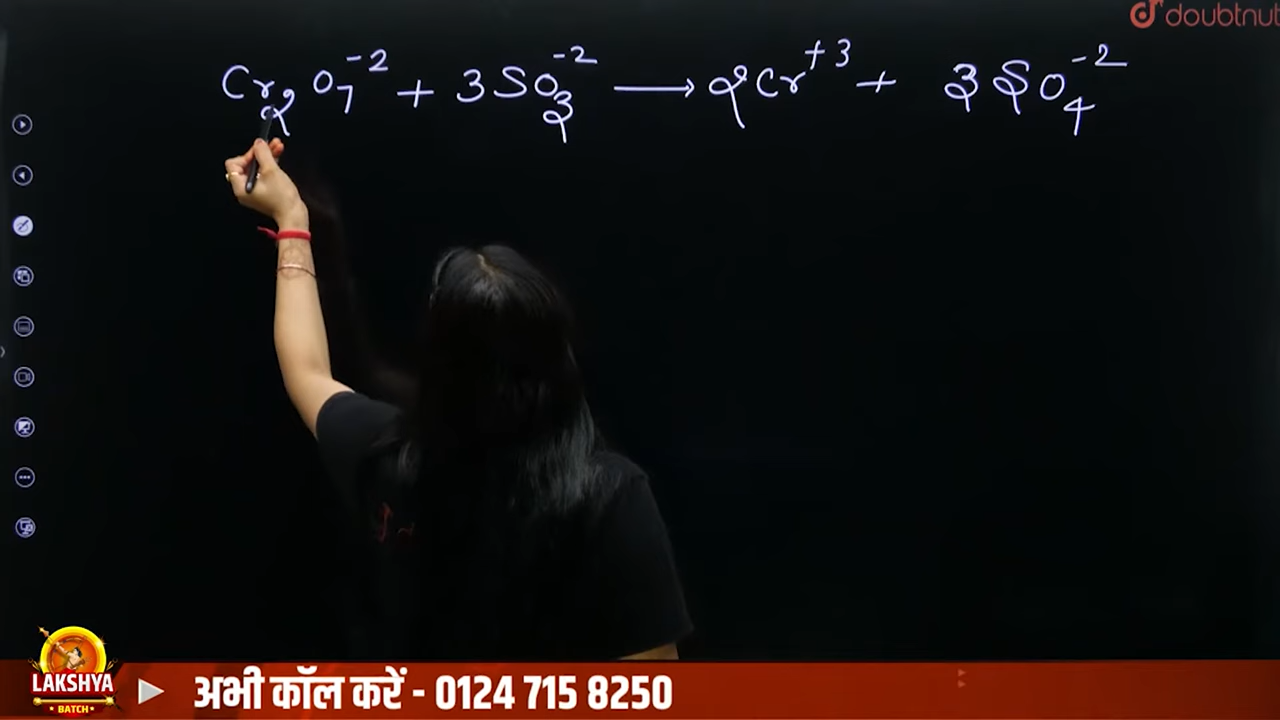 doubtnut
Cr₂O₇⁻² + 3SO₃⁻² ⟶ 2Cr⁺³ + 3SO₄⁻²
LAKSHYA
BATCH
अभी कॉल करें - 0124 715 8250